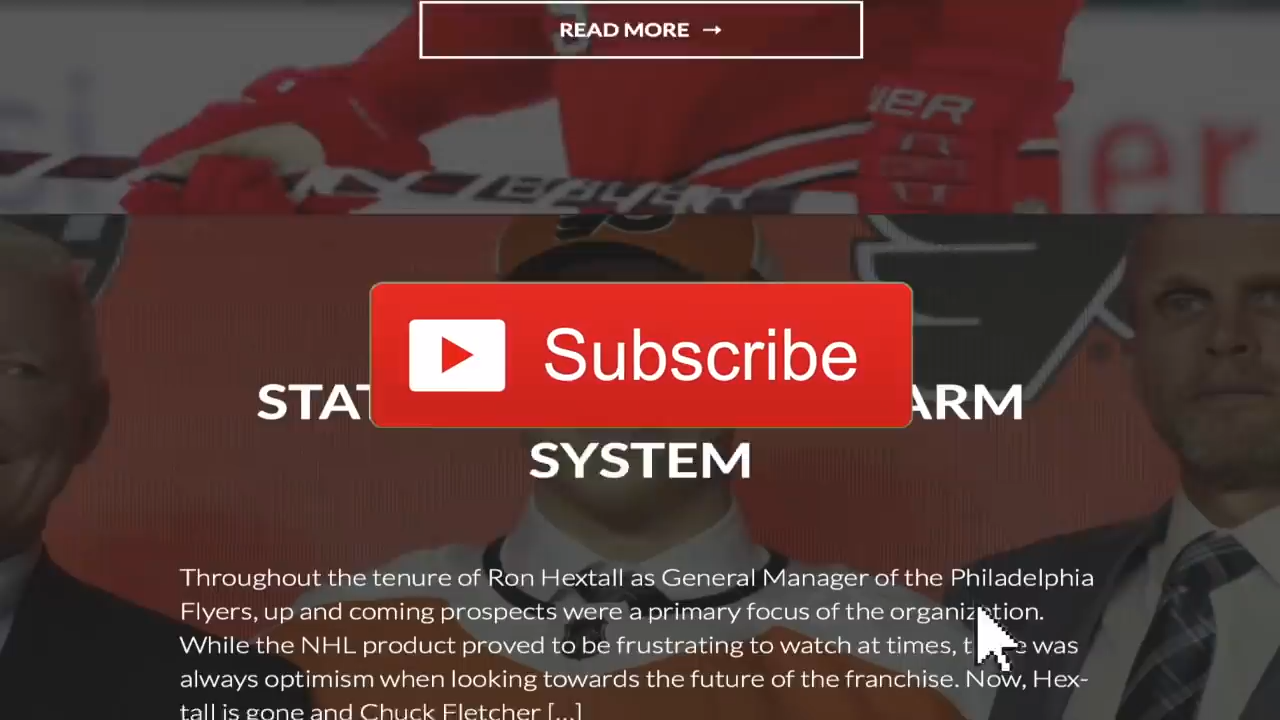 READ MORE →
BAUER
er
Subscribe
SYSTEM
Throughout the tenure of Ron Hextall as General Manager of the Philadelphia
Flyers, up and coming prospects were a primary focus of the organization.
While the NHL product proved to be frustrating to watch at times, was
always optimism when looking towards the future of the franchise. Now, Hex-
tall is gone and Chuck Fletcher [...]